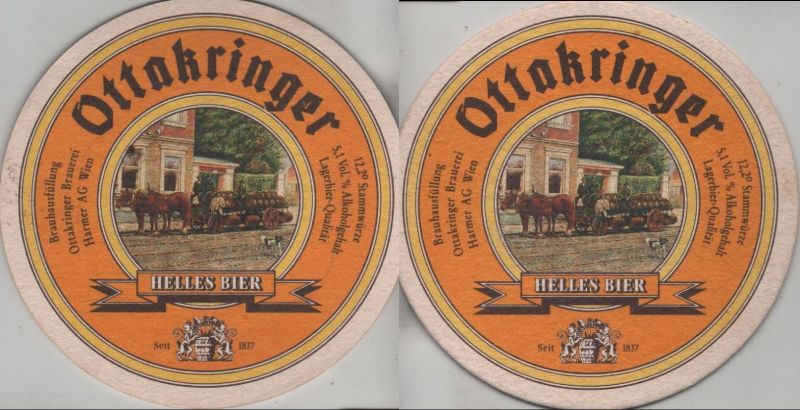 Ottakringer
Brauhausfüllung
Ottakringer Brauerei
Harmer AG Wien
12,2° Stammwürze
5,1 Vol. % Alkoholgehalt
Lagerbier-Qualität
HELLES BIER
Seit 1837
Ottakringer
Brauhausfüllung
Ottakringer Brauerei
Harmer AG Wien
12,2° Stammwürze
5,1 Vol. % Alkoholgehalt
Lagerbier-Qualität
HELLES BIER
Seit 1837